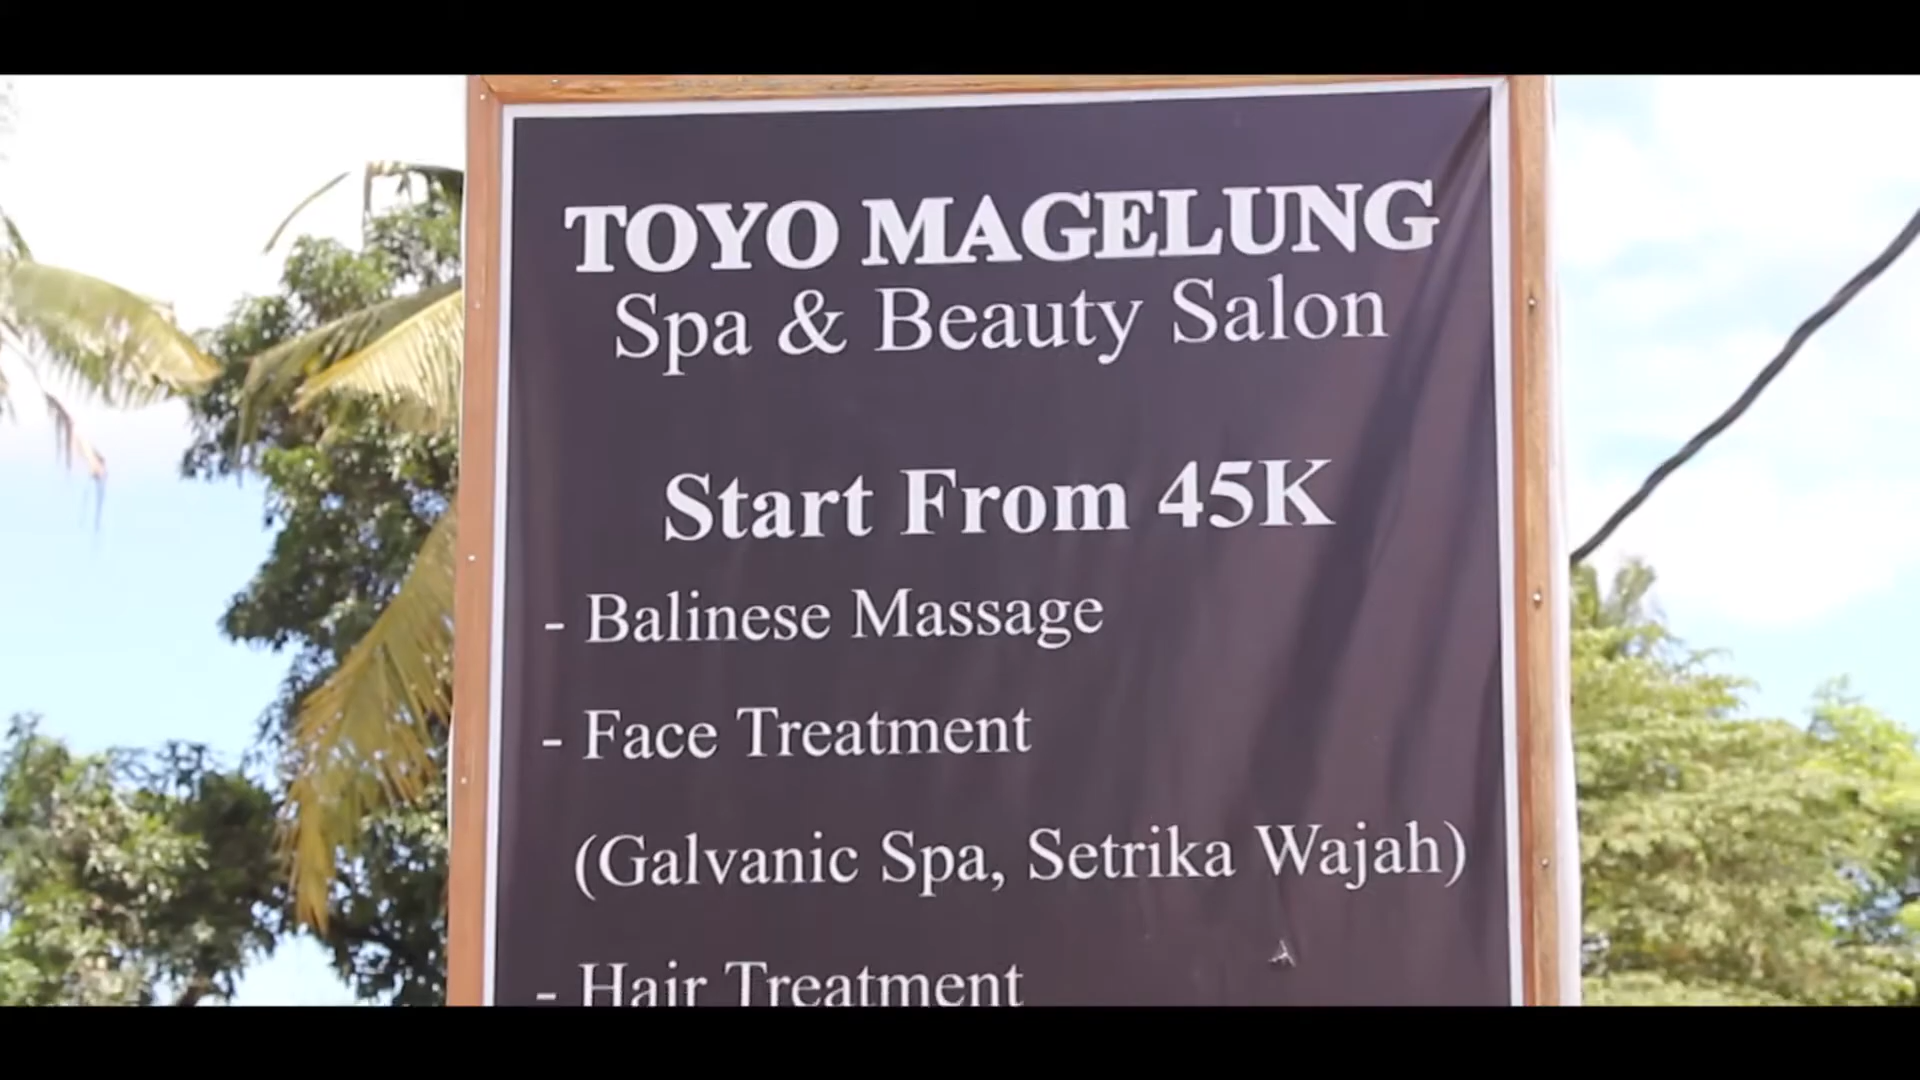 TOYO MAGELUNG
Spa & Beauty Salon
Start From 45K
- Balinese Massage
- Face Treatment
(Galvanic Spa, Setrika Wajah)
- Hair Treatment